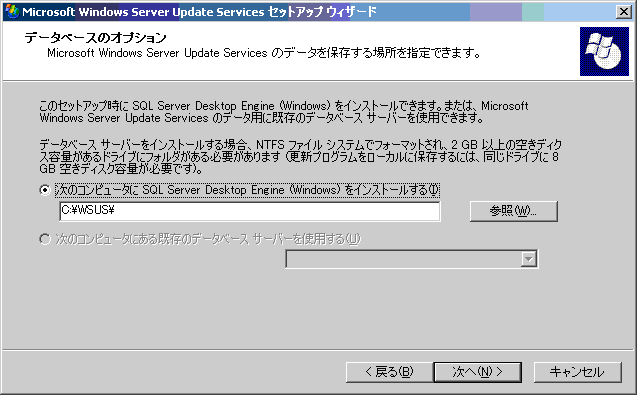 Microsoft Windows Server Update Services セットアップ ウィザード
データベースのオプション
Microsoft Windows Server Update Services のデータを保存する場所を指定できます。
このセットアップ時に SQL Server Desktop Engine (Windows) をインストールできます。または、Microsoft
Windows Server Update Services のデータ用に既存のデータベース サーバーを使用できます。
データベース サーバーをインストールする場合、NTFS ファイル システムでフォーマットされ、2 GB 以上の空きディク
ス容量があるドライブにフォルダがある必要があります (更新プログラムをローカルに保存するには、同じドライブに 8
GB 空きディスク容量が必要です)。
次のコンピュータに SQL Server Desktop Engine (Windows) をインストールする(I)
C:¥WSUS¥
参照(W)...
次のコンピュータにある既存のデータベース サーバーを使用する(U)
< 戻る(B)
次へ(N) >
キャンセル